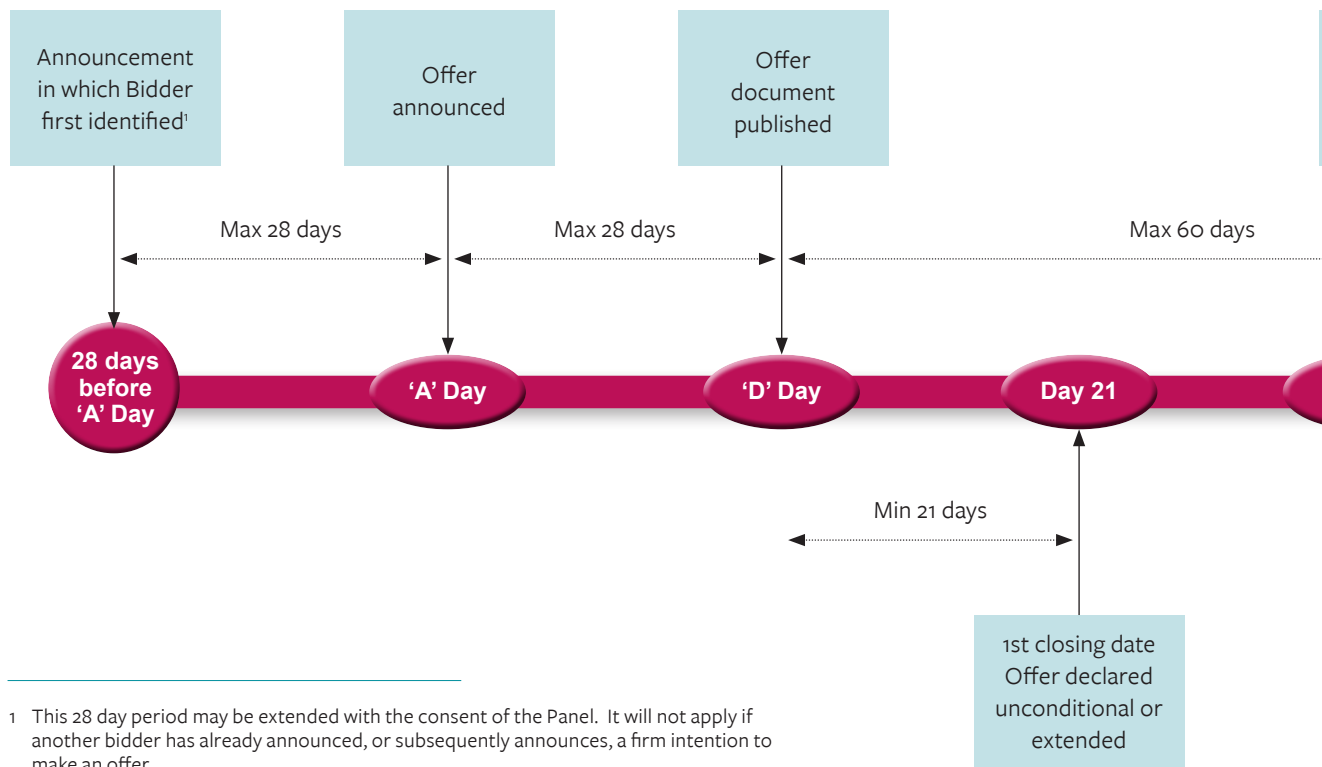 Announcement
in which Bidder
first identified¹
Offer
announced
Offer
document
published
Max 28 days
Max 28 days
Max 60 days
28 days
before
‘A’ Day
‘A’ Day
‘D’ Day
Day 21
Min 21 days
1st closing date
Offer declared
unconditional or
extended
1 This 28 day period may be extended with the consent of the Panel. It will not apply if
another bidder has already announced, or subsequently announces, a firm intention to
make an offer